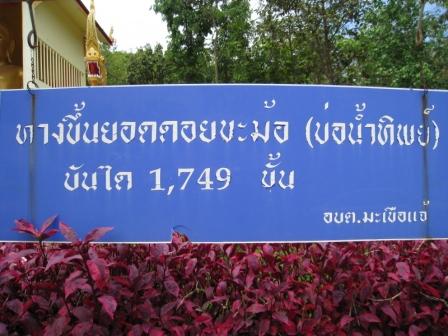 ทางขึ้นยอดดอยขะม้อ (บ่อน้ำทิพย์)
บันได 1,749 ขั้น
อบต.มะเขือแจ้